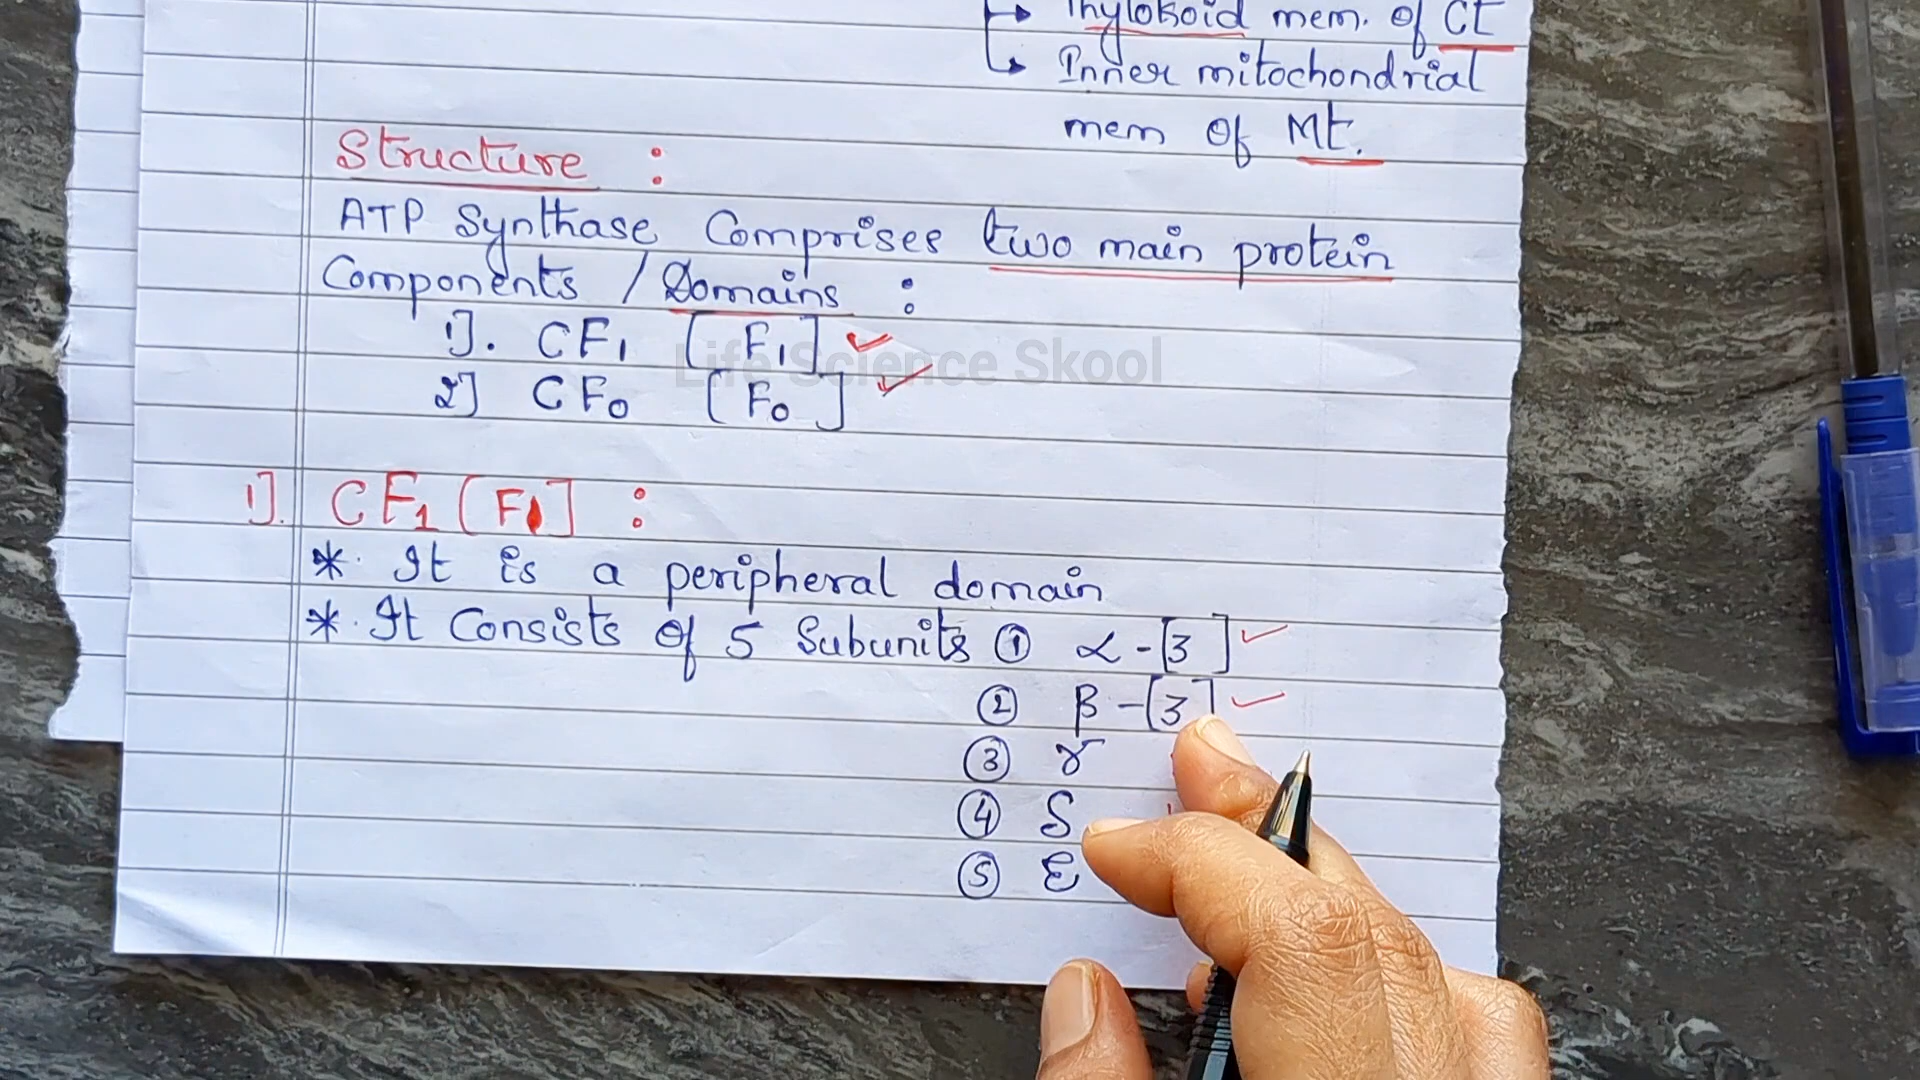 Thylokoid mem. of Ct
Inner mitochondrial
mem of Mt.
Structure :
ATP Synthase Comprises two main protein
Components / Domains :
1]. CF1 [ F1]
2] CF0 [ F0 ]
Life Science Skool
1]. CF1 [ F1 ] :
*. It is a peripheral domain
*. It Consists of 5 Subunits ① α - [3 ]
② β - [3]
③ γ
④ δ
⑤ ε